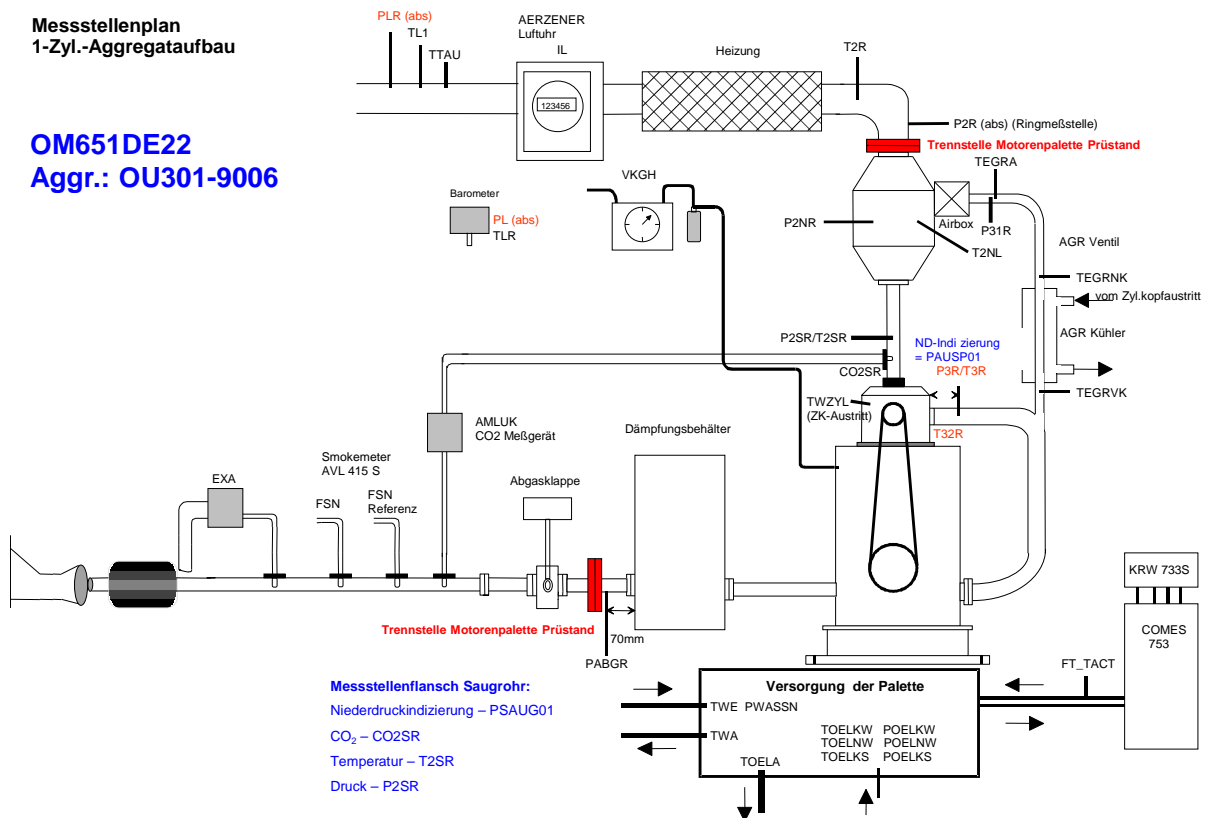 Messstellenplan
1-Zyl.-Aggregataufbau
OM651DE22
Aggr.: OU301-9006
PLR (abs)
TL1
TTAU
AERZENER
Luftuhr
IL
123456
Heizung
T2R
P2R (abs) (Ringmeßstelle)
Trennstelle Motorenpalette Prüstand
TEGRA
Barometer
PL (abs)
TLR
VKGH
P2NR
Airbox
P31R
T2NL
AGR Ventil
TEGRNK
vom Zyl.kopfaustritt
AGR Kühler
TEGRVK
P2SR/T2SR
ND-Indi zierung
= PAUSP01
P3R/T3R
CO2SR
TWZYL
(ZK-Austritt)
T32R
AMLUK
CO2 Meßgerät
Dämpfungsbehälter
Smokemeter
AVL 415 S
EXA
FSN
FSN
Referenz
Abgasklappe
Trennstelle Motorenpalette Prüstand
70mm
PABGR
KRW 733S
COMES
753
FT_TACT
Messstellenflansch Saugrohr:
Niederdruckindizierung – PSAUG01
CO₂ – CO2SR
Temperatur – T2SR
Druck – P2SR
Versorgung der Palette
TWE PWASSN
TWA
TOELKW POELKW
TOELNW POELNW
TOELKS POELKS
TOELA